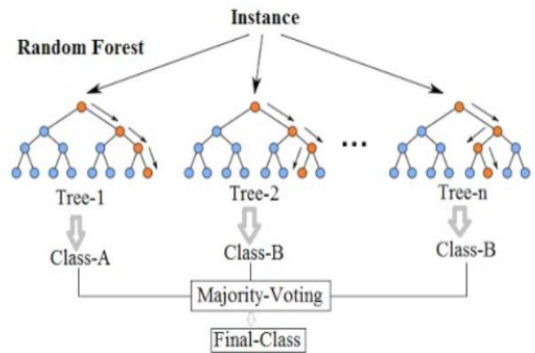 Instance
Random Forest
...
Tree-1 Tree-2 Tree-n
Class-A Class-B Class-B
Majority-Voting
Final-Class